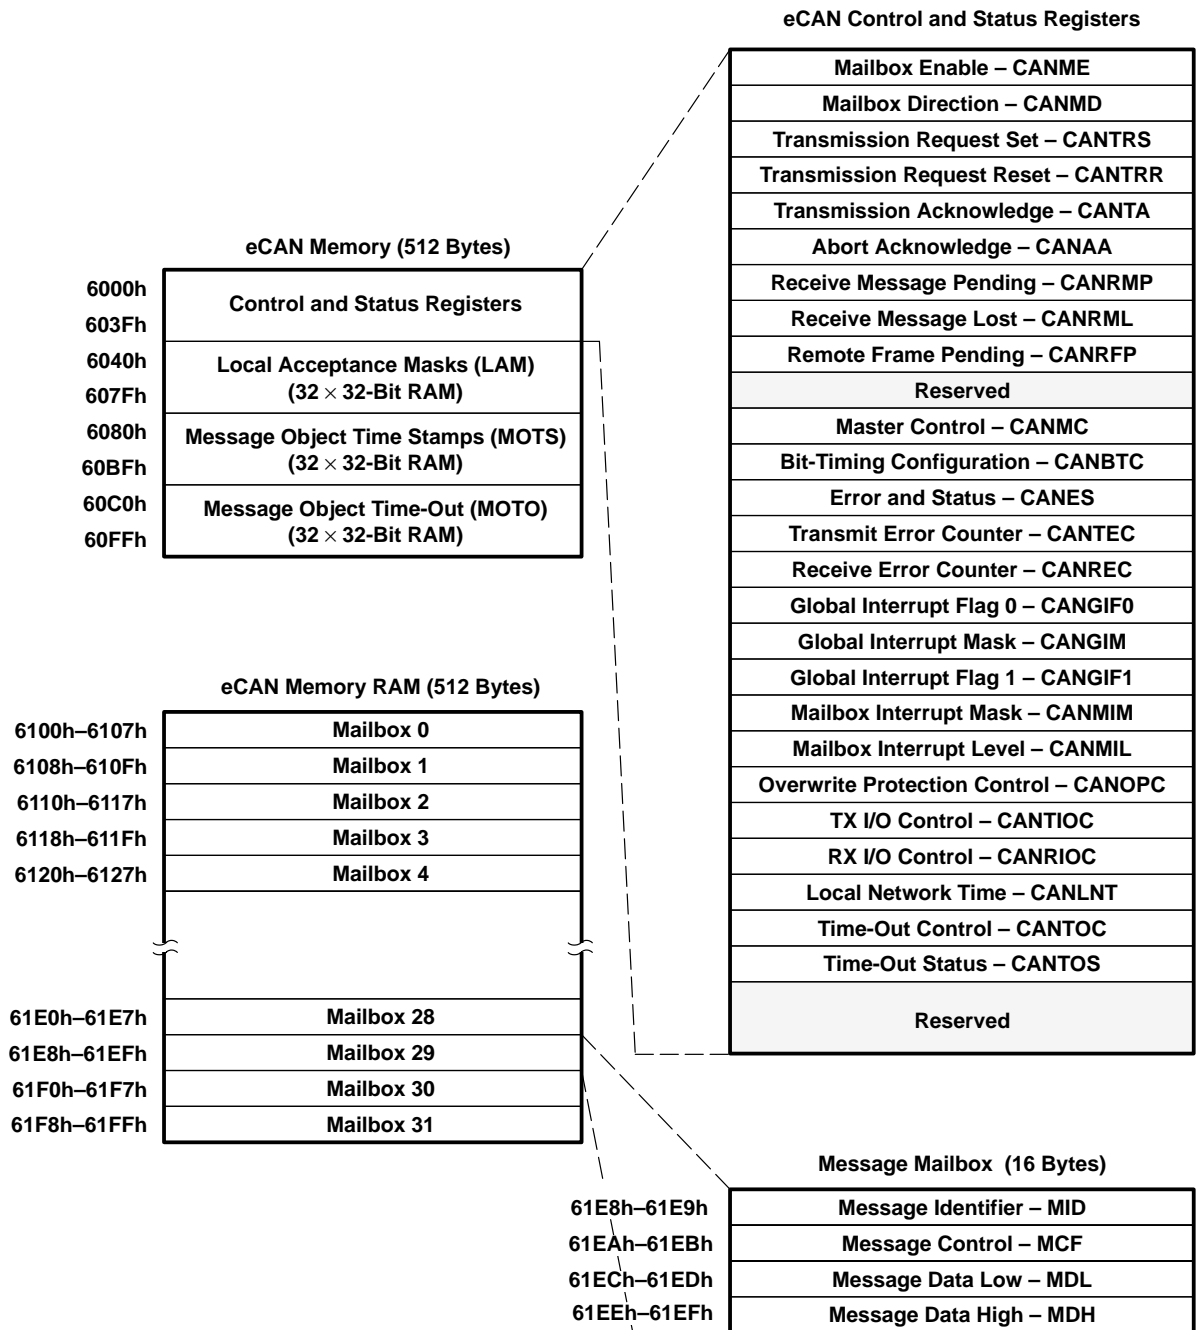 eCAN Control and Status Registers
Mailbox Enable – CANME
Mailbox Direction – CANMD
Transmission Request Set – CANTRS
Transmission Request Reset – CANTRR
Transmission Acknowledge – CANTA
Abort Acknowledge – CANAA
Receive Message Pending – CANRMP
Receive Message Lost – CANRML
Remote Frame Pending – CANRFP
Reserved
Master Control – CANMC
Bit-Timing Configuration – CANBTC
Error and Status – CANES
Transmit Error Counter – CANTEC
Receive Error Counter – CANREC
Global Interrupt Flag 0 – CANGIF0
Global Interrupt Mask – CANGIM
Global Interrupt Flag 1 – CANGIF1
Mailbox Interrupt Mask – CANMIM
Mailbox Interrupt Level – CANMIL
Overwrite Protection Control – CANOPC
TX I/O Control – CANTIOC
RX I/O Control – CANRIOC
Local Network Time – CANLNT
Time-Out Control – CANTOC
Time-Out Status – CANTOS
Reserved
eCAN Memory (512 Bytes)
6000h
Control and Status Registers
603Fh
6040h
Local Acceptance Masks (LAM)
(32 × 32-Bit RAM)
607Fh
6080h
Message Object Time Stamps (MOTS)
(32 × 32-Bit RAM)
60BFh
60C0h
Message Object Time-Out (MOTO)
(32 × 32-Bit RAM)
60FFh
eCAN Memory RAM (512 Bytes)
6100h–6107h Mailbox 0
6108h–610Fh Mailbox 1
6110h–6117h Mailbox 2
6118h–611Fh Mailbox 3
6120h–6127h Mailbox 4
61E0h–61E7h Mailbox 28
61E8h–61EFh Mailbox 29
61F0h–61F7h Mailbox 30
61F8h–61FFh Mailbox 31
Message Mailbox (16 Bytes)
61E8h–61E9h Message Identifier – MID
61EAh–61EBh Message Control – MCF
61ECh–61EDh Message Data Low – MDL
61EEh–61EFh Message Data High – MDH